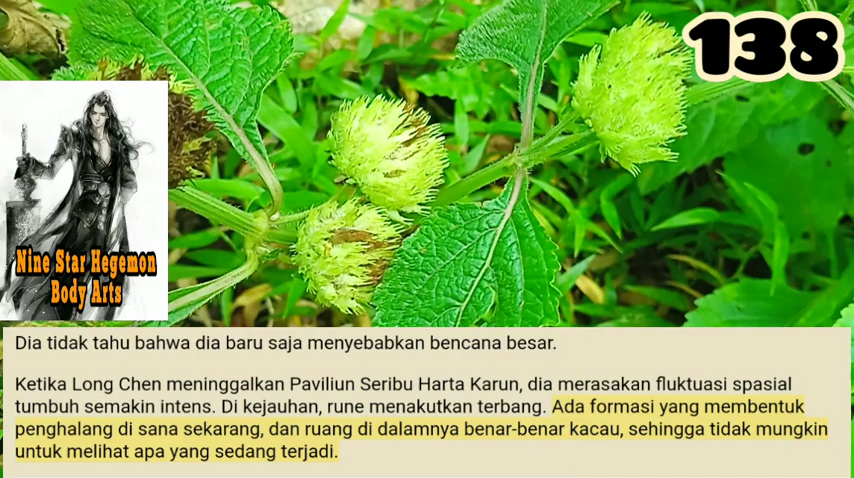 138
Nine Star Hegemon
Body Arts
Dia tidak tahu bahwa dia baru saja menyebabkan bencana besar.
Ketika Long Chen meninggalkan Paviliun Seribu Harta Karun, dia merasakan fluktuasi spasial
tumbuh semakin intens. Di kejauhan, rune menakutkan terbang. Ada formasi yang membentuk
penghalang di sana sekarang, dan ruang di dalamnya benar-benar kacau, sehingga tidak mungkin
untuk melihat apa yang sedang terjadi.